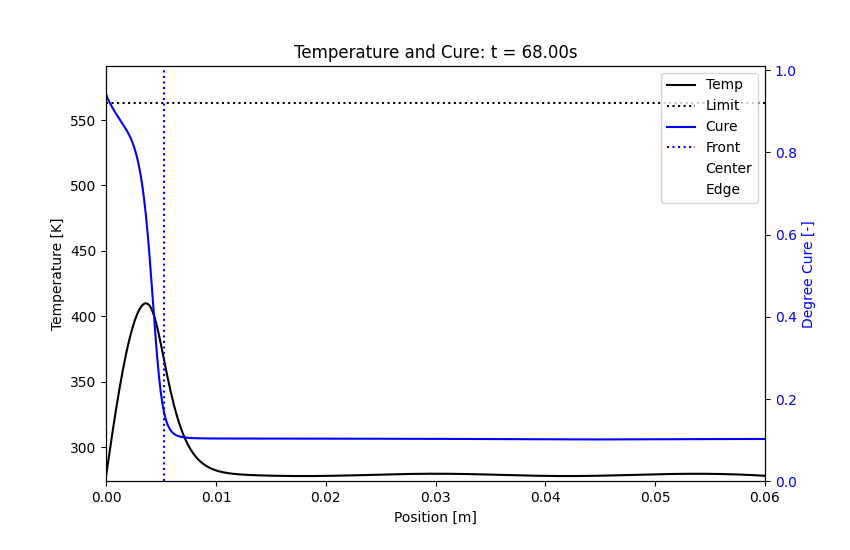 Temperature and Cure: t = 68.00s
Temp
Limit
Cure
Front
Center
Edge
Temperature [K]
550
500
450
400
350
300
Degree Cure [-]
1.0
0.8
0.6
0.4
0.2
0.0
0.00 0.01 0.02 0.03 0.04 0.05 0.06
Position [m]